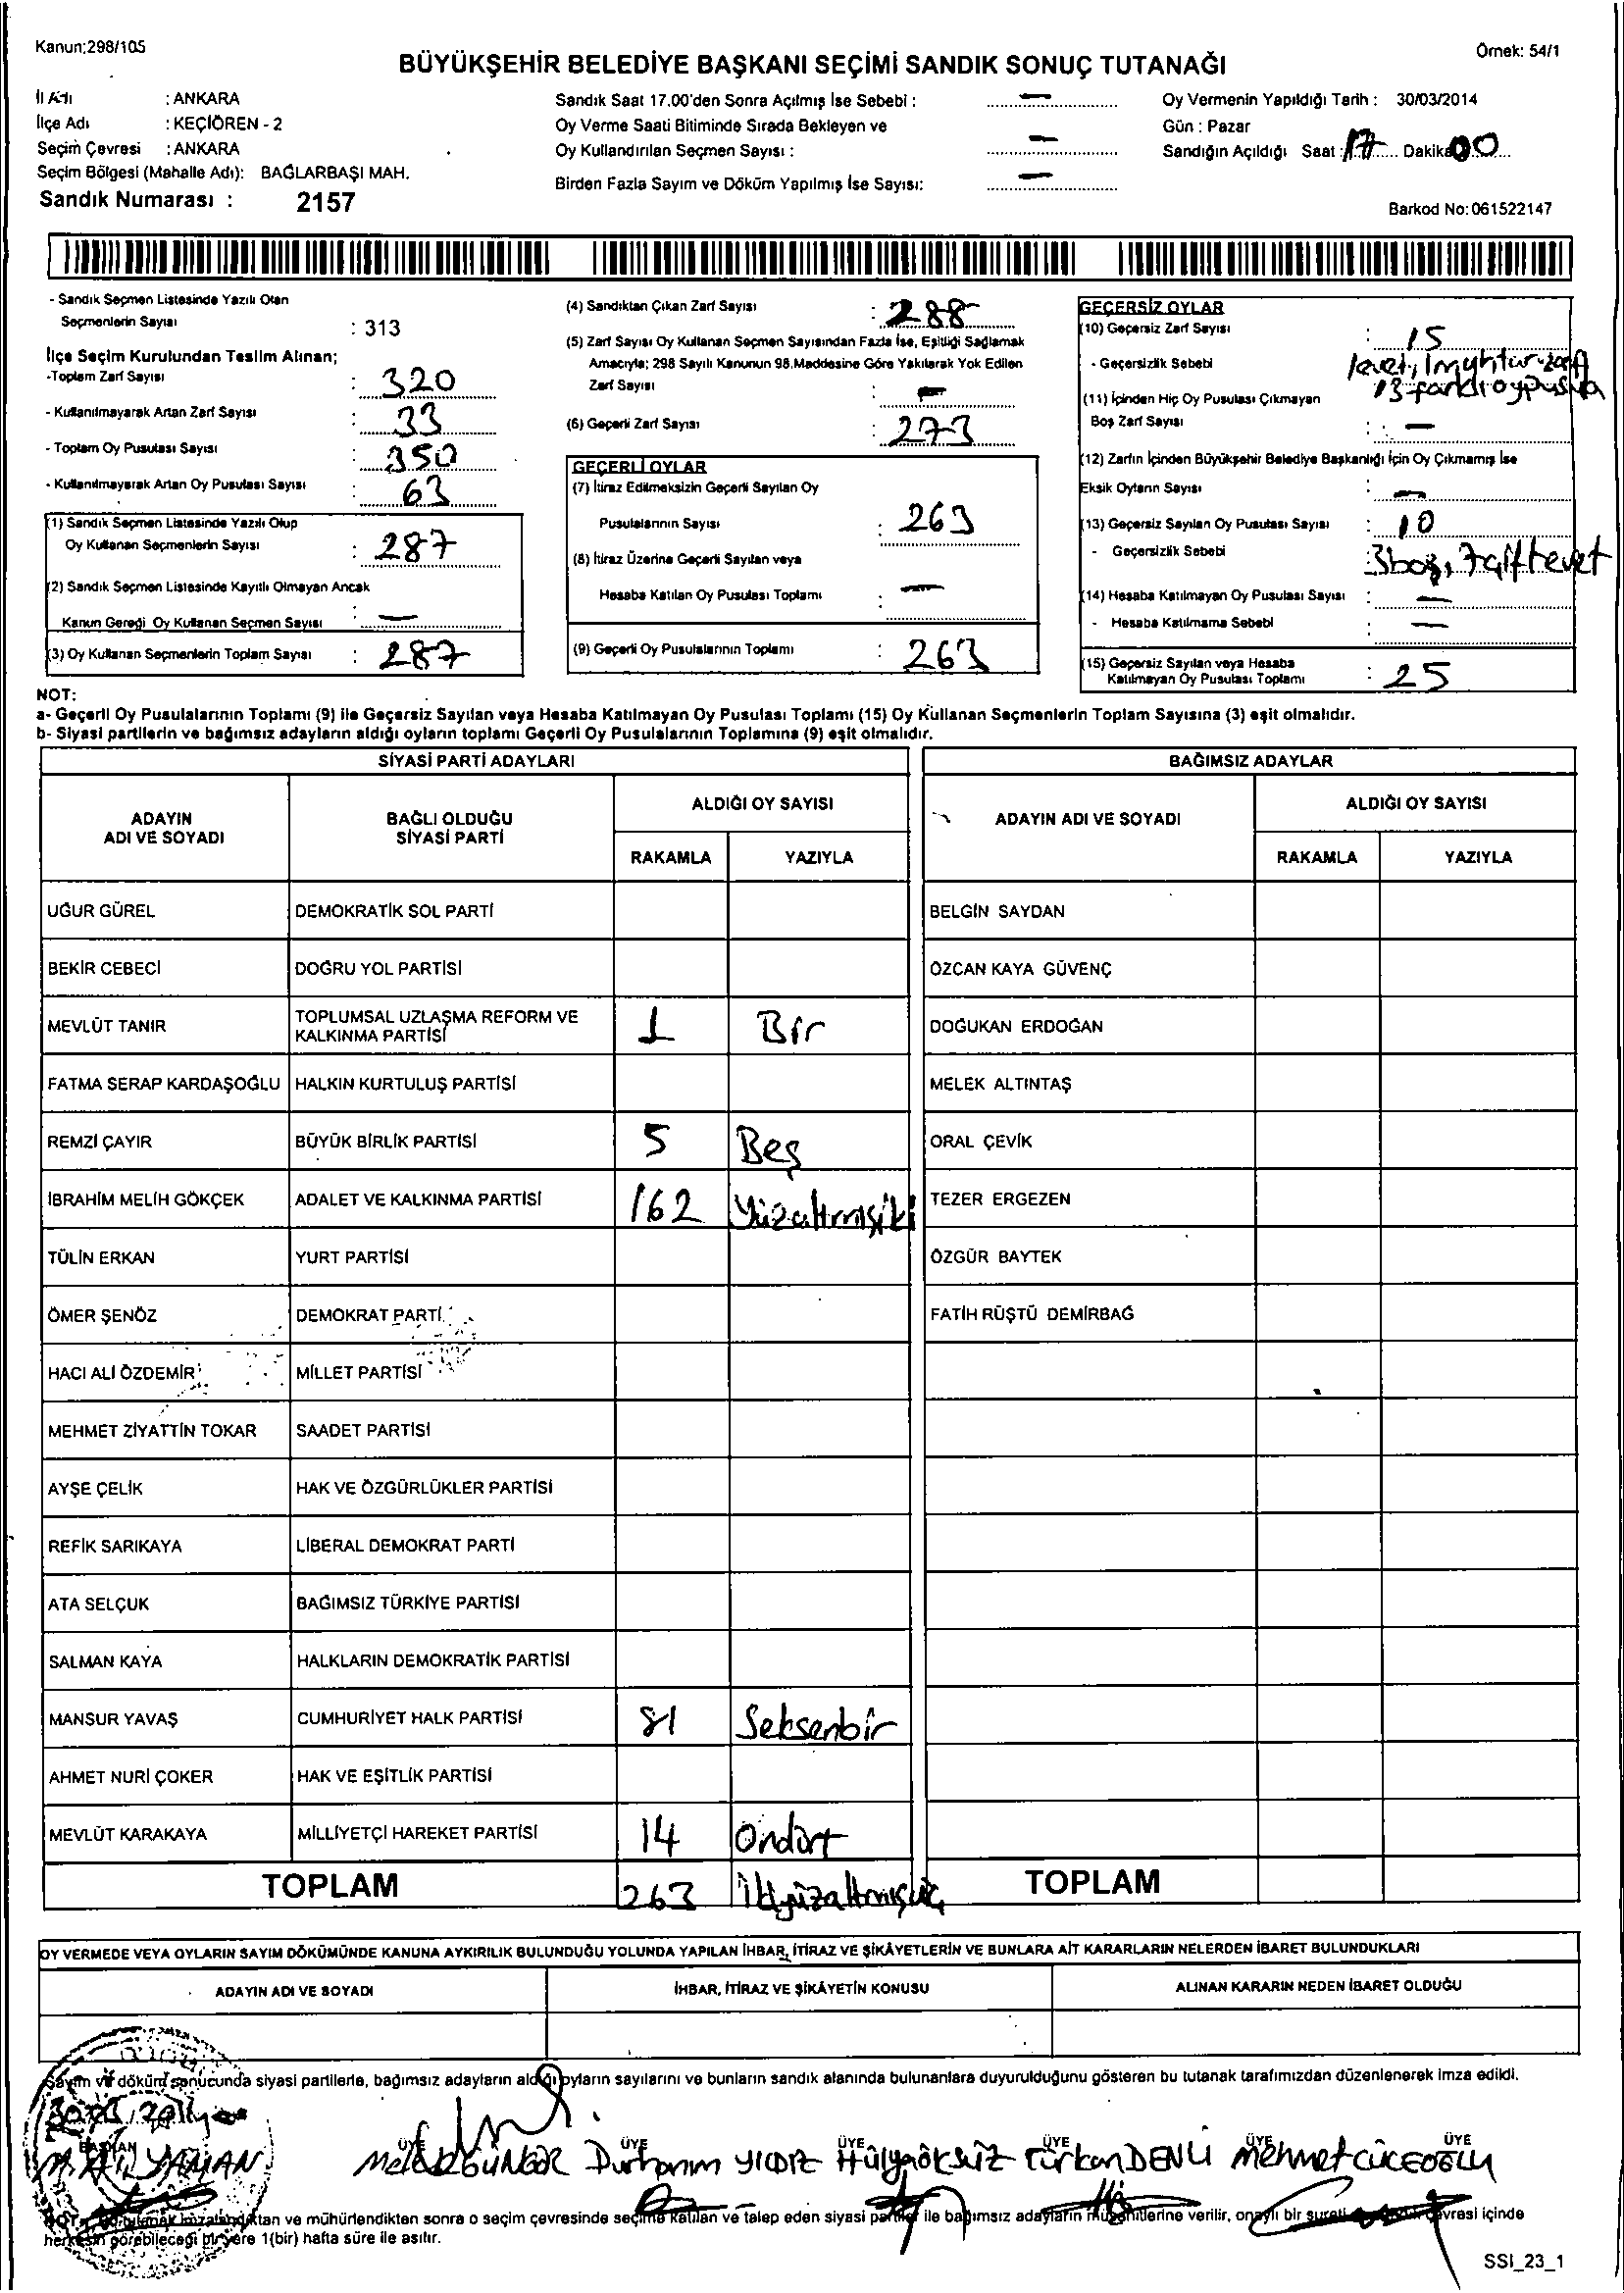 Kanun:298/105
Örnek: 54/1
BÜYÜKŞEHİR BELEDİYE BAŞKANI SEÇİMİ SANDIK SONUÇ TUTANAĞI
İl Adı : ANKARA
İlçe Adı : KEÇİÖREN - 2
Seçim Çevresi : ANKARA
Seçim Bölgesi (Mahalle Adı): BAĞLARBAŞI MAH.
Sandık Numarası : 2157
Sandık Saat 17.00'den Sonra Açılmış İse Sebebi : —
Oy Verme Saati Bitiminde Sırada Bekleyen ve
Oy Kullandırılan Seçmen Sayısı : —
Birden Fazla Sayım ve Döküm Yapılmış İse Sayısı: —
Oy Vermenin Yapıldığı Tarih : 30/03/2014
Gün : Pazar
Sandığın Açıldığı Saat : 17 Dakika 00
Barkod No:061522147
- Sandık Seçmen Listesinde Yazılı Olan
Seçmenlerin Sayısı : 313
İlçe Seçim Kurulundan Teslim Alınan;
-Toplam Zarf Sayısı : 320
- Kullanılmayarak Artan Zarf Sayısı : 33
- Toplam Oy Pusulası Sayısı : 350
- Kullanılmayarak Artan Oy Pusulası Sayısı : 63
(1) Sandık Seçmen Listesinde Yazılı Olup
Oy Kullanan Seçmenlerin Sayısı : 287
(2) Sandık Seçmen Listesinde Kayıtlı Olmayan Ancak
Kanun Gereği Oy Kullanan Seçmen Sayısı : —
(3) Oy Kullanan Seçmenlerin Toplam Sayısı : 287
(4) Sandıktan Çıkan Zarf Sayısı : 288
(5) Zarf Sayısı Oy Kullanan Seçmen Sayısından Fazla İse, Eşitliği Sağlamak
Amacıyla; 298 Sayılı Kanunun 98.Maddesine Göre Yakılarak Yok Edilen
Zarf Sayısı : —
(6) Geçerli Zarf Sayısı : 273
GEÇERLİ OYLAR
(7) İtiraz Edilmeksizin Geçerli Sayılan Oy
Pusulalarının Sayısı : 263
(8) İtiraz Üzerine Geçerli Sayılan veya
Hesaba Katılan Oy Pusulası Toplamı : —
(9) Geçerli Oy Pusulalarının Toplamı : 263
GEÇERSİZ OYLAR
(10) Geçersiz Zarf Sayısı : 15
- Geçersizlik Sebebi 1evet, 1muhtar-zarf
13 farklı oy pusula
(11) İçinden Hiç Oy Pusulası Çıkmayan
Boş Zarf Sayısı : —
(12) Zarfın İçinden Büyükşehir Belediye Başkanlığı İçin Oy Çıkmamış İse
Eksik Oyların Sayısı : —
(13) Geçersiz Sayılan Oy Pusulası Sayısı : 10
- Geçersizlik Sebebi : 3boş, 7çift evet
(14) Hesaba Katılmayan Oy Pusulası Sayısı : —
- Hesaba Katılmama Sebebi : —
(15) Geçersiz Sayılan veya Hesaba
Katılmayan Oy Pusulası Toplamı : 25
NOT:
a- Geçerli Oy Pusulalarının Toplamı (9) ile Geçersiz Sayılan veya Hesaba Katılmayan Oy Pusulası Toplamı (15) Oy Kullanan Seçmenlerin Toplam Sayısına (3) eşit olmalıdır.
b- Siyasi partilerin ve bağımsız adayların aldığı oyların toplamı Geçerli Oy Pusulalarının Toplamına (9) eşit olmalıdır.
SİYASİ PARTİ ADAYLARI
ADAYIN ADI VE SOYADI
BAĞLI OLDUĞU SİYASİ PARTİ
ALDIĞI OY SAYISI
RAKAMLA YAZIYLA
UĞUR GÜREL DEMOKRATİK SOL PARTİ
BEKİR CEBECİ DOĞRU YOL PARTİSİ
MEVLÜT TANIR TOPLUMSAL UZLAŞMA REFORM VE KALKINMA PARTİSİ 1 Bir
FATMA SERAP KARDAŞOĞLU HALKIN KURTULUŞ PARTİSİ
REMZİ ÇAYIR BÜYÜK BİRLİK PARTİSİ 5 Beş
İBRAHİM MELİH GÖKÇEK ADALET VE KALKINMA PARTİSİ 162 Yüzaltmışiki
TÜLİN ERKAN YURT PARTİSİ
ÖMER ŞENÖZ DEMOKRAT PARTİ
HACI ALİ ÖZDEMİR MİLLET PARTİSİ
MEHMET ZİYATTİN TOKAR SAADET PARTİSİ
AYŞE ÇELİK HAK VE ÖZGÜRLÜKLER PARTİSİ
REFİK SARIKAYA LİBERAL DEMOKRAT PARTİ
ATA SELÇUK BAĞIMSIZ TÜRKİYE PARTİSİ
SALMAN KAYA HALKLARIN DEMOKRATİK PARTİSİ
MANSUR YAVAŞ CUMHURİYET HALK PARTİSİ 81 Seksenbir
AHMET NURİ ÇOKER HAK VE EŞİTLİK PARTİSİ
MEVLÜT KARAKAYA MİLLİYETÇİ HAREKET PARTİSİ 14 Ondört
TOPLAM 263 İkiyüzaltmışüç
BAĞIMSIZ ADAYLAR
ADAYIN ADI VE SOYADI
ALDIĞI OY SAYISI
RAKAMLA YAZIYLA
BELGİN SAYDAN
ÖZCAN KAYA GÜVENÇ
DOĞUKAN ERDOĞAN
MELEK ALTINTAŞ
ORAL ÇEVİK
TEZER ERGEZEN
ÖZGÜR BAYTEK
FATİH RÜŞTÜ DEMİRBAĞ
TOPLAM
OY VERMEDE VEYA OYLARIN SAYIM DÖKÜMÜNDE KANUNA AYKIRILIK BULUNDUĞU YOLUNDA YAPILAN İHBAR, İTİRAZ VE ŞİKÂYETLERİN VE BUNLARA AİT KARARLARIN NELERDEN İBARET BULUNDUKLARI
ADAYIN ADI VE SOYADI İHBAR, İTİRAZ VE ŞİKÂYETİN KONUSU ALINAN KARARIN NEDEN İBARET OLDUĞU
Sayım ve döküm sonucunda siyasi partilerle, bağımsız adayların aldığı oyların sayılarını ve bunların sandık alanında bulunanlara duyurulduğunu gösteren bu tutanak tarafımızdan düzenlenerek imza edildi.
BAŞKAN ÜYE ÜYE ÜYE ÜYE ÜYE ÜYE
YAMAN GÜNGÖR YILDIZ Hülya Öksüz Türkan DENLİ Mehmet CÜCEOĞLU
NOT: Bu tutanak imzalandıktan ve mühürlendikten sonra o seçim çevresinde seçime katılan ve talep eden siyasi partiler ile bağımsız adayların müşahitlerine verilir, onaylı bir sureti çevresi içinde
herkesin görebileceği bir yere 1(bir) hafta süre ile asılır.
SSI_23_1